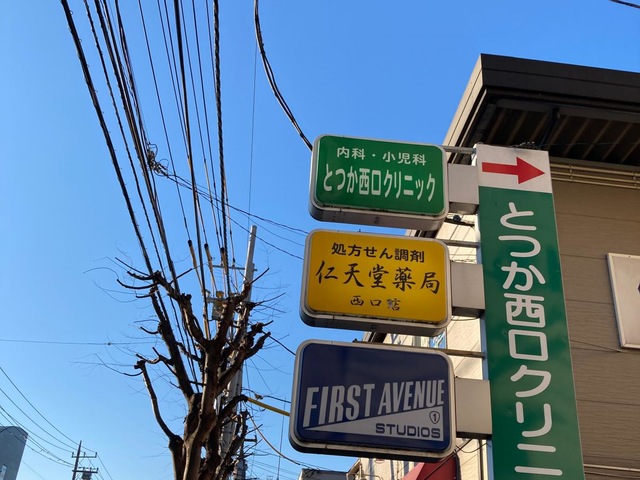 内科・小児科
とつか西口クリニック
処方せん調剤
仁天堂薬局
西口店
FIRST AVENUE
1
STUDIOS
とつか西口クリニ